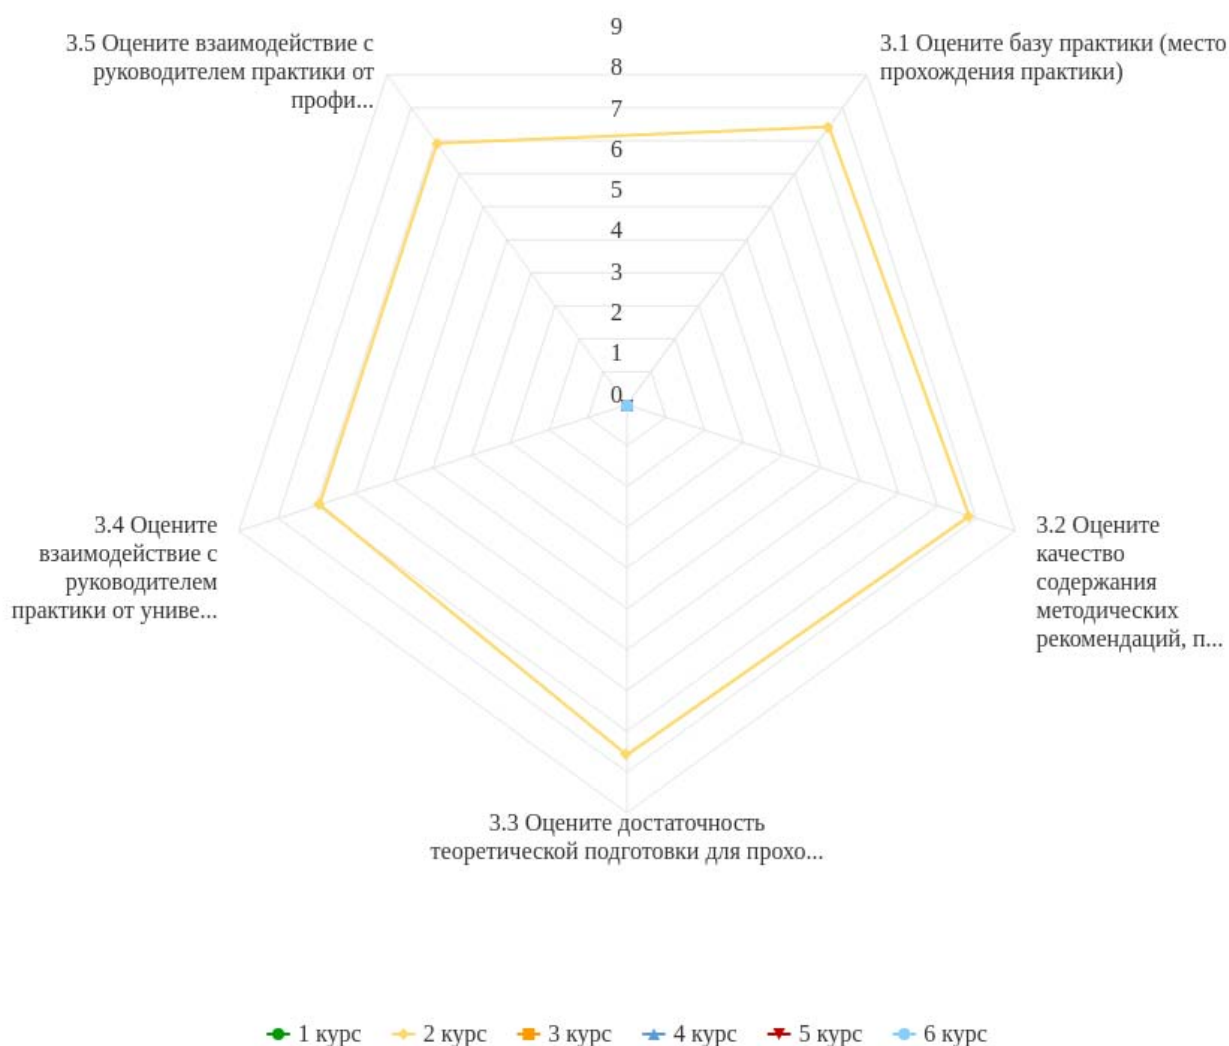 9
3.5 Оцените взаимодействие с
руководителем практики от
профи...
3.1 Оцените базу практики (место
прохождения практики)
8
7
6
5
4
3
2
1
0
3.4 Оцените
взаимодействие с
руководителем
практики от униве...
3.2 Оцените
качество
содержания
методических
рекомендаций, п...
3.3 Оцените достаточность
теоретической подготовки для прохо...
1 курс 2 курс 3 курс 4 курс 5 курс 6 курс